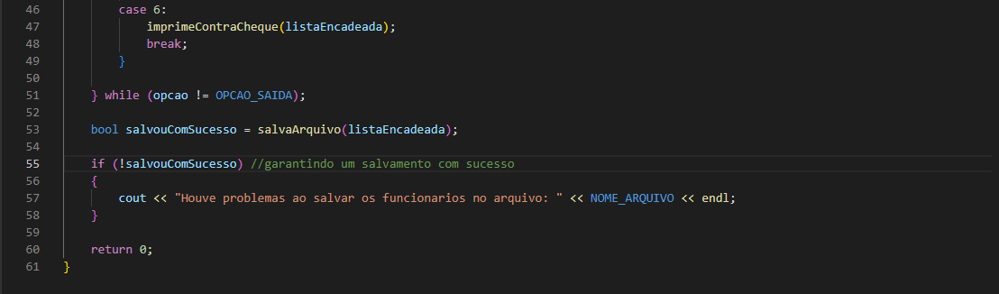 46 case 6:
47 imprimeContraCheque(listaEncadeada);
48 break;
49 }
50
51 } while (opcao != OPCAO_SAIDA);
52
53 bool salvouComSucesso = salvaArquivo(listaEncadeada);
54
55 if (!salvouComSucesso) //garantindo um salvamento com sucesso
56 {
57 cout << "Houve problemas ao salvar os funcionarios no arquivo: " << NOME_ARQUIVO << endl;
58 }
59
60 return 0;
61 }